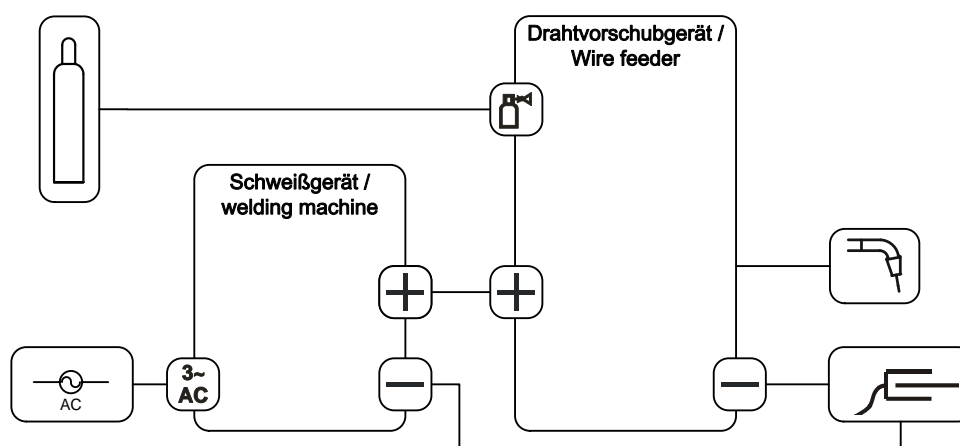 Drahtvorschubgerät /
Wire feeder
Schweißgerät /
welding machine
3~
AC
AC